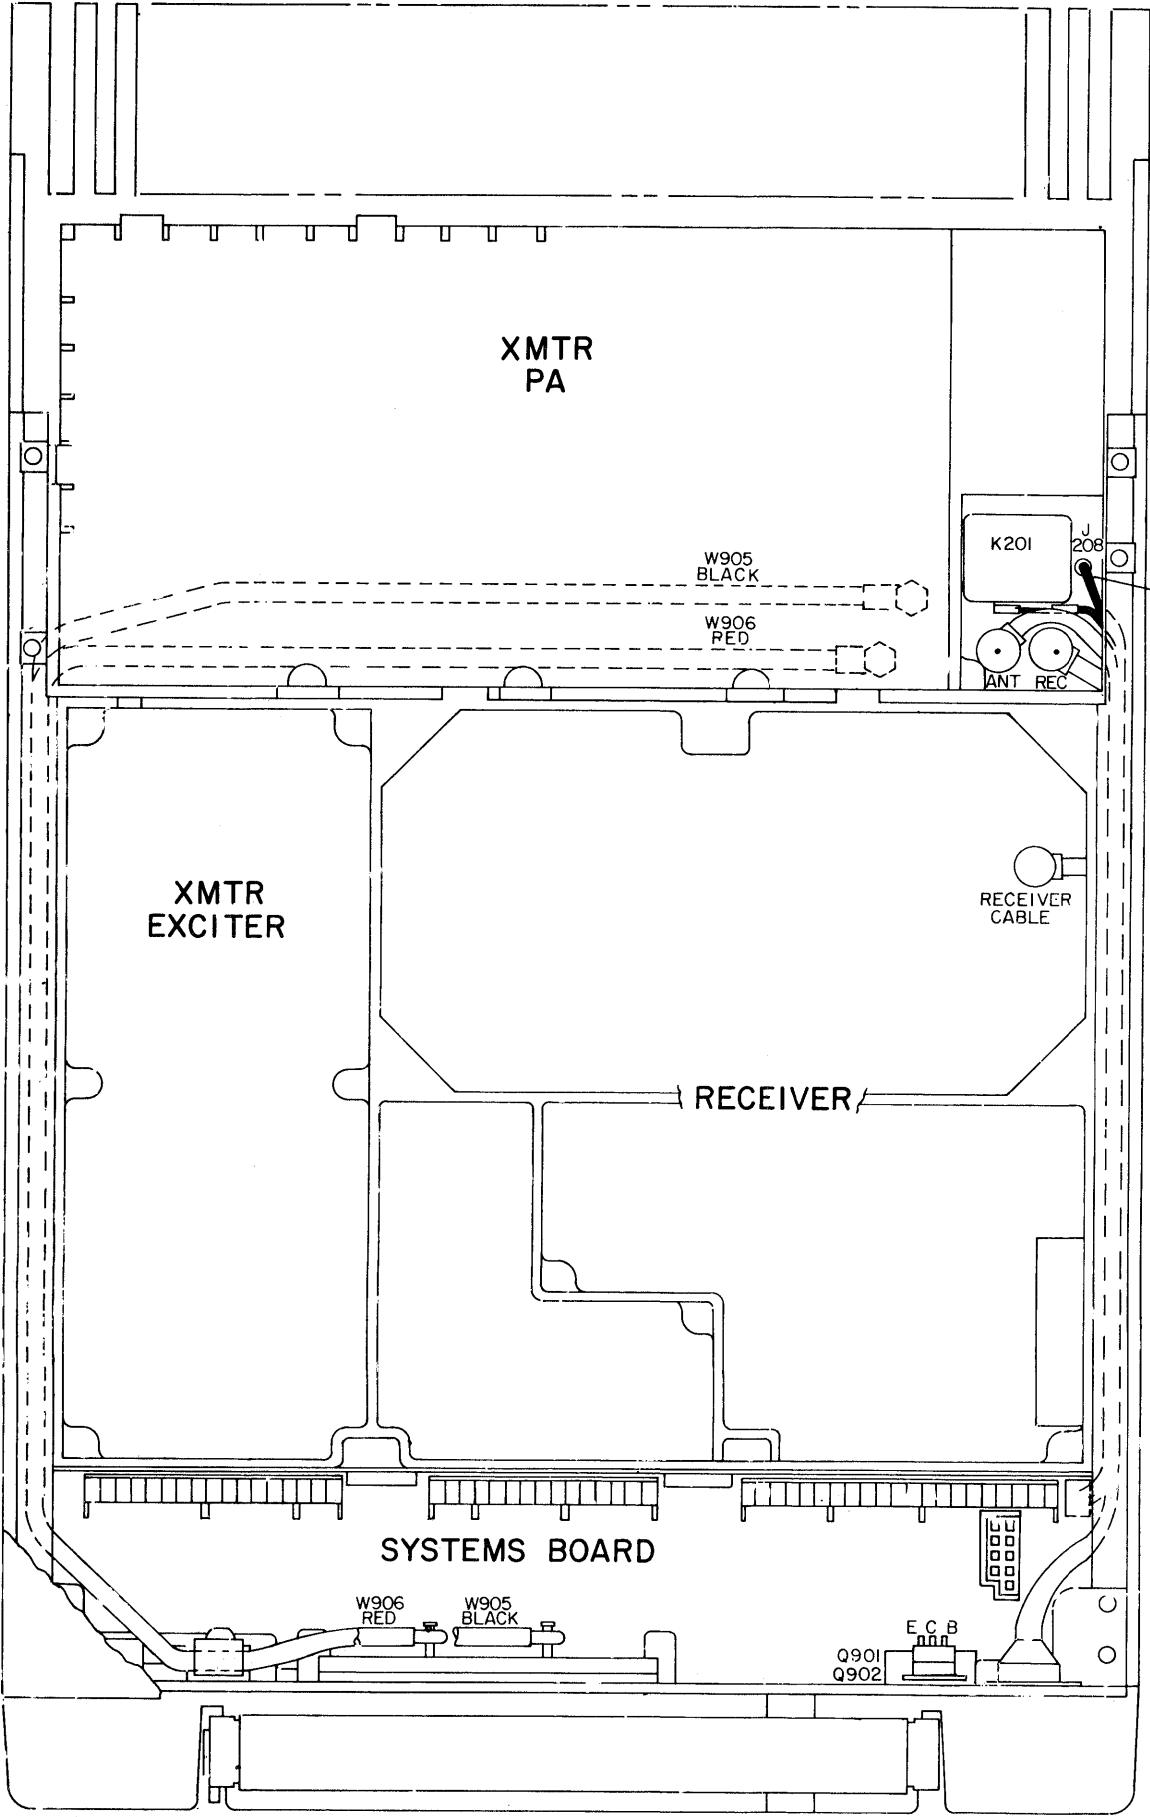 XMTR
PA
W905
BLACK
K201
J
208
W906
RED
ANT REC
XMTR
EXCITER
RECEIVER
CABLE
RECEIVER
SYSTEMS BOARD
W906
RED
W905
BLACK
E C B
Q901
Q902